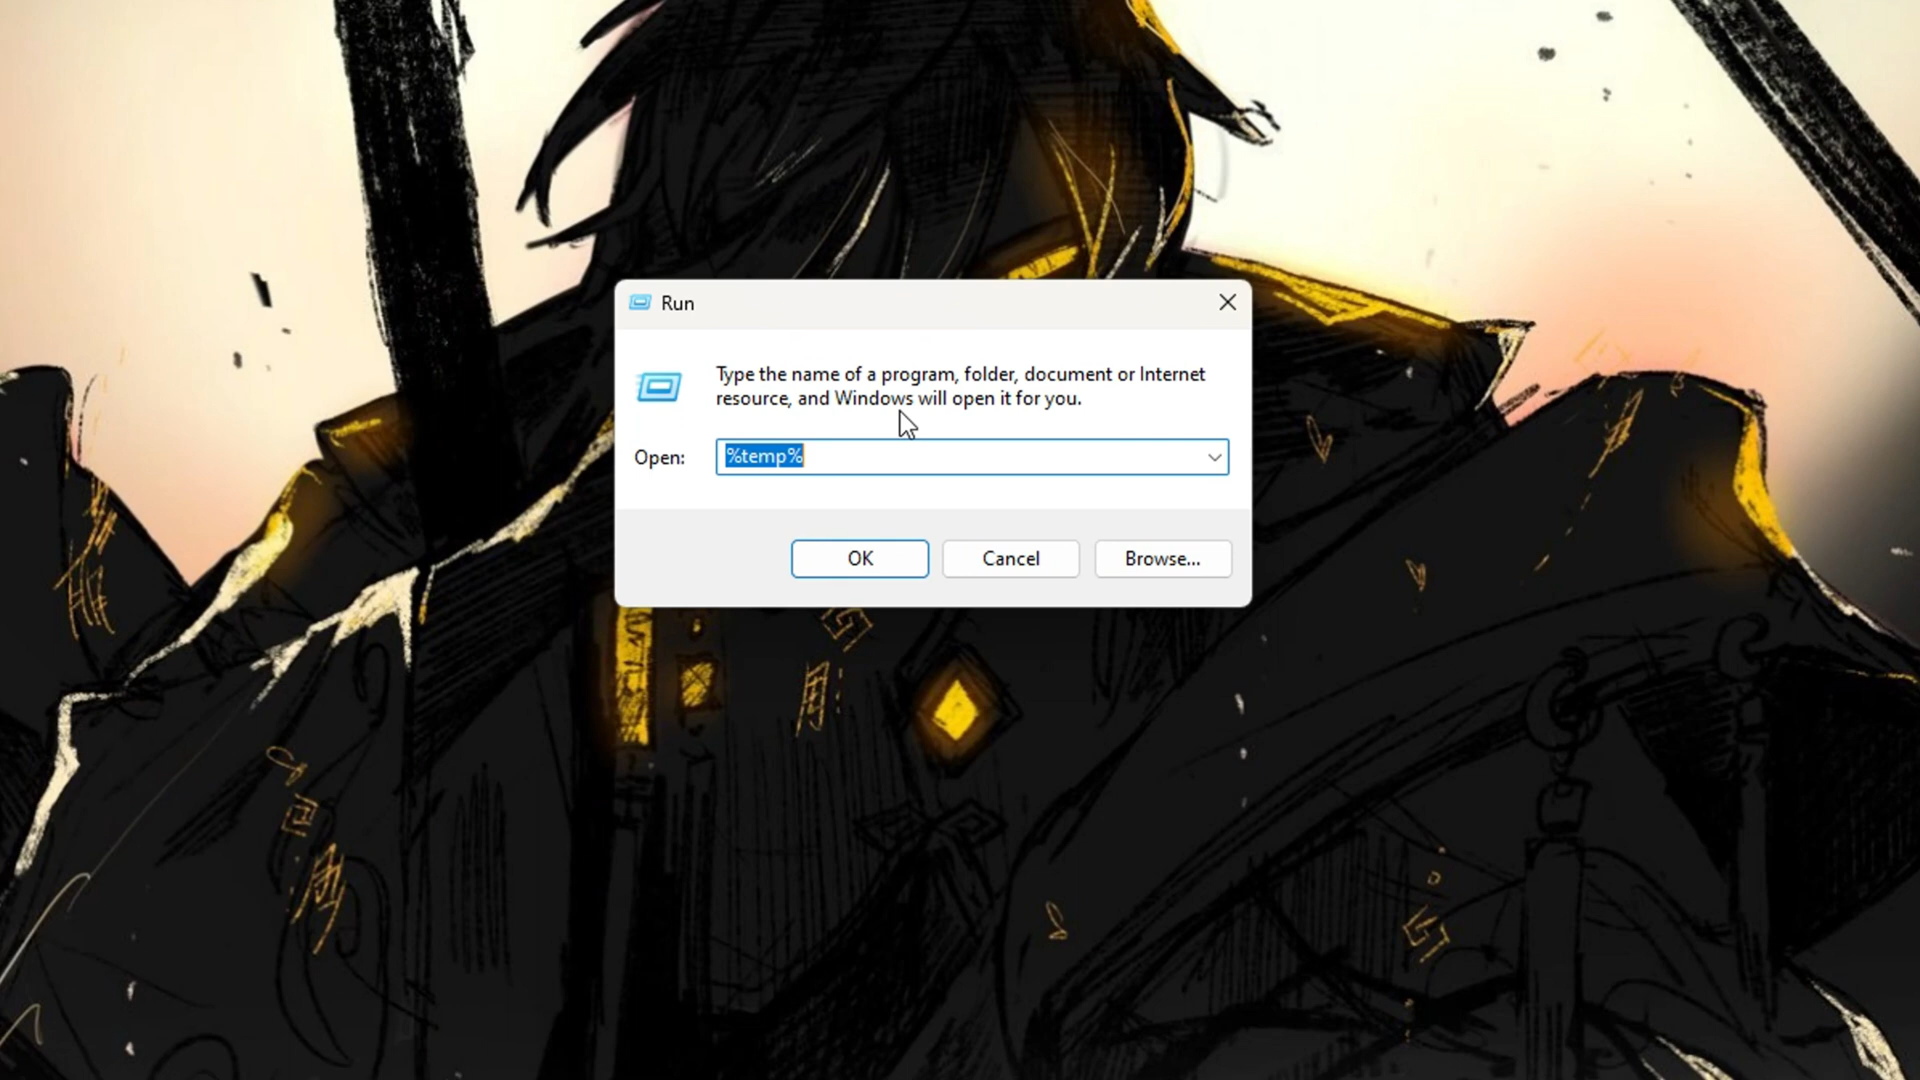 Run
Type the name of a program, folder, document or Internet
resource, and Windows will open it for you.
Open:
%temp%
OK
Cancel
Browse...